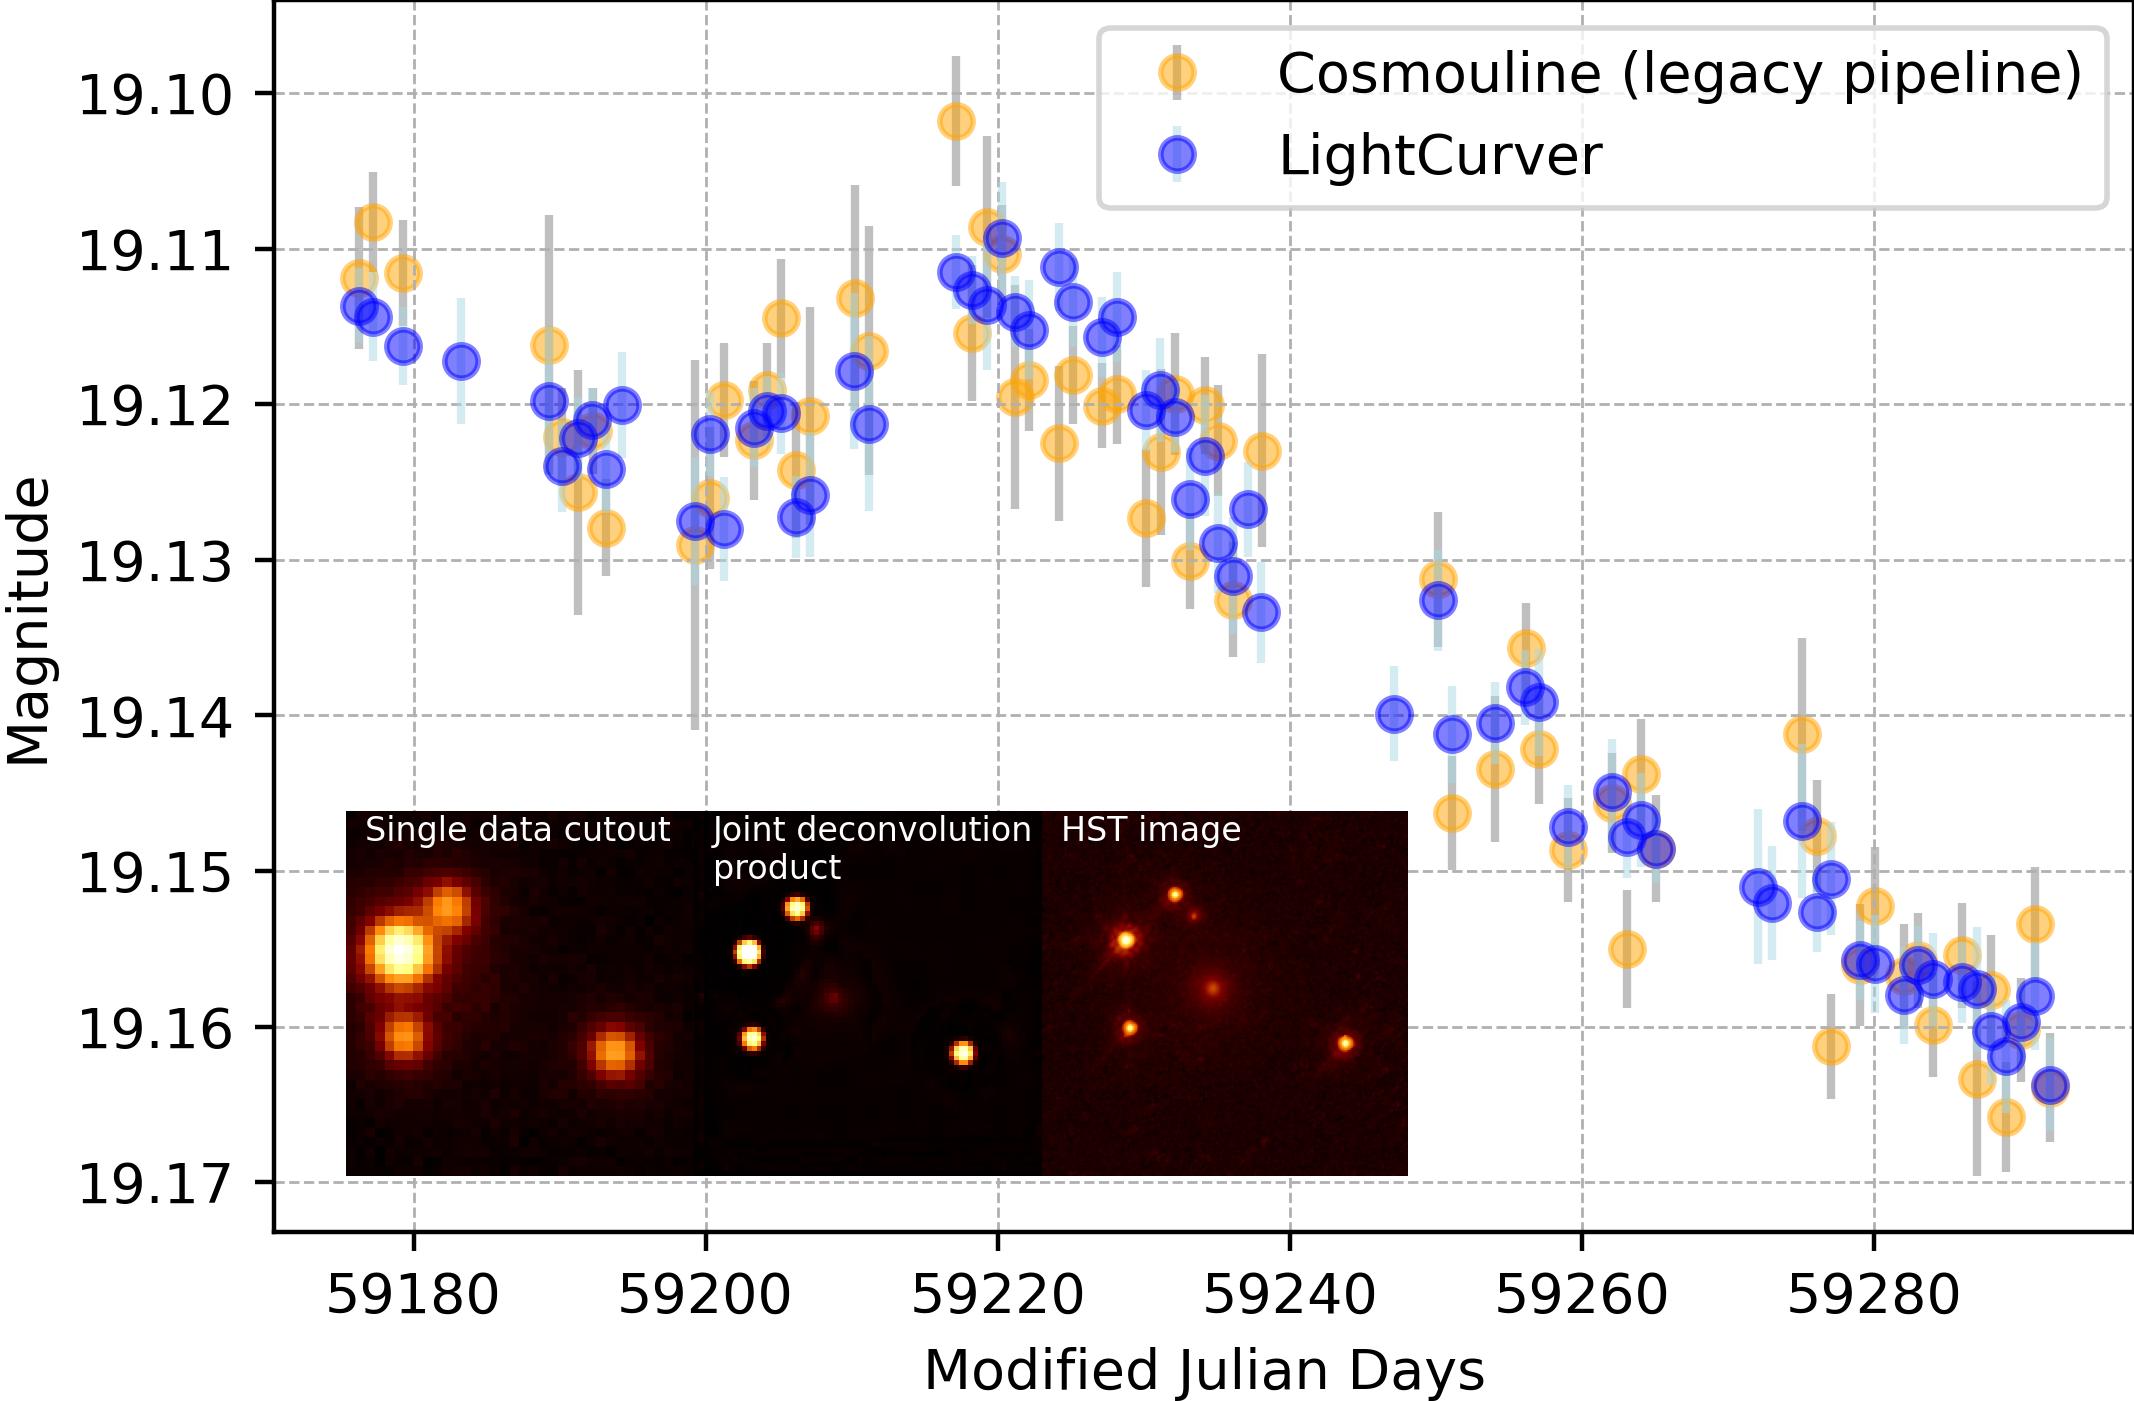 Cosmouline (legacy pipeline)
LightCurver
19.10
19.11
19.12
19.13
19.14
19.15
19.16
19.17
Magnitude
Single data cutout
Joint deconvolution
product
HST image
59180
59200
59220
59240
59260
59280
Modified Julian Days